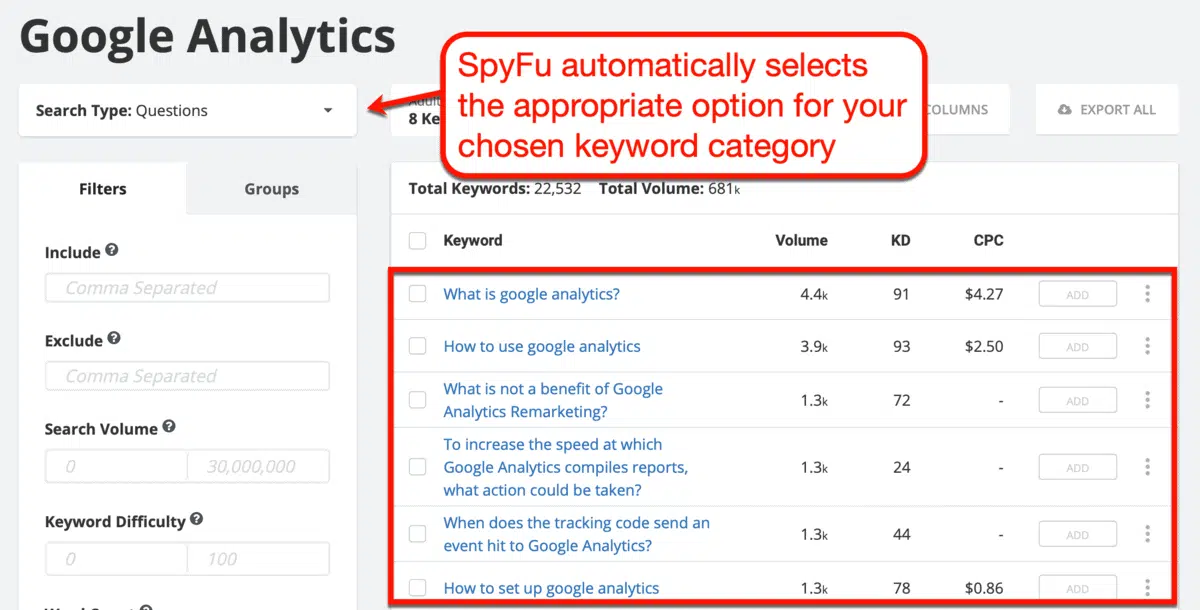 Google Analytics
SpyFu automatically selects
the appropriate option for your
chosen keyword category
Search Type: Questions
8 Ke
COLUMNS
EXPORT ALL
Filters
Groups
Total Keywords: 22,532 Total Volume: 681k
Include
Comma Separated
Exclude
Comma Separated
Search Volume
0 30,000,000
Keyword Difficulty
0 100
Keyword Volume KD CPC
What is google analytics? 4.4k 91 $4.27 ADD
How to use google analytics 3.9k 93 $2.50 ADD
What is not a benefit of Google
Analytics Remarketing? 1.3k 72 - ADD
To increase the speed at which
Google Analytics compiles reports, 1.3k 24 - ADD
what action could be taken?
When does the tracking code send an
event hit to Google Analytics? 1.3k 44 - ADD
How to set up google analytics 1.3k 78 $0.86 ADD